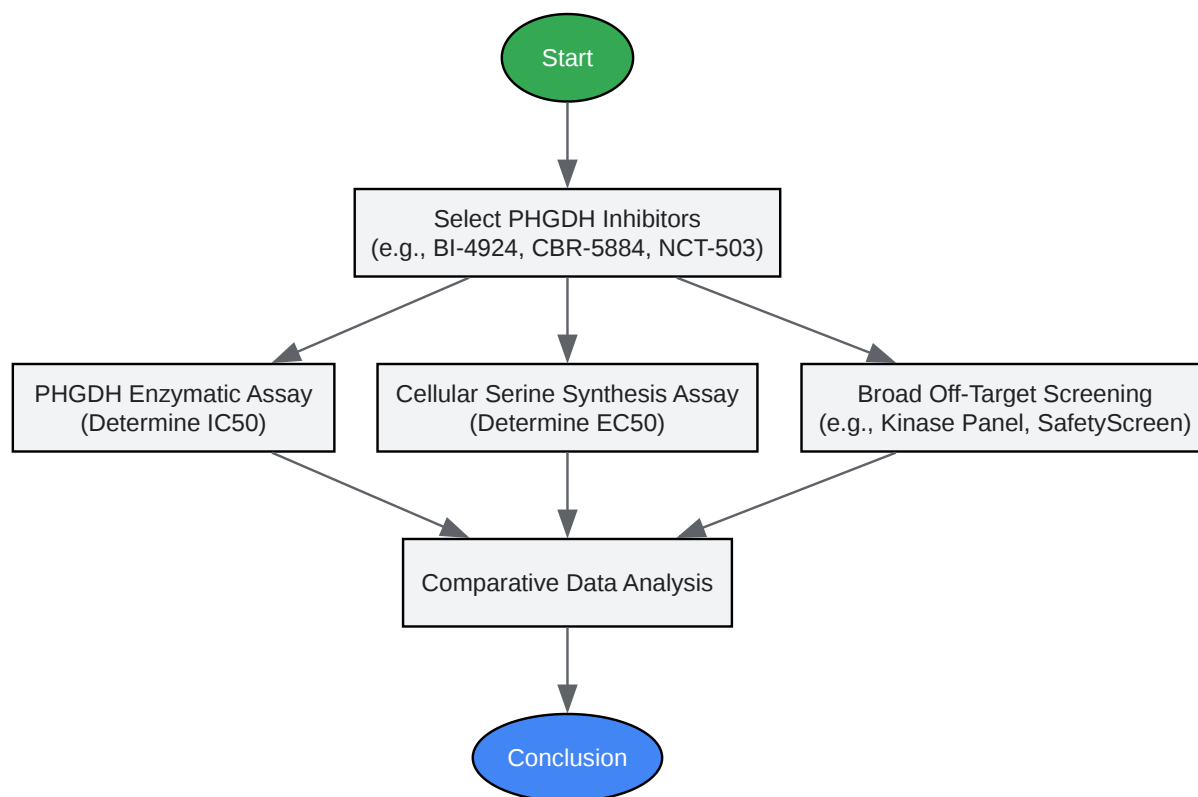 Start
Select PHGDH Inhibitors
(e.g., BI-4924, CBR-5884, NCT-503)
PHGDH Enzymatic Assay
(Determine IC50)
Cellular Serine Synthesis Assay
(Determine EC50)
Broad Off-Target Screening
(e.g., Kinase Panel, SafetyScreen)
Comparative Data Analysis
Conclusion